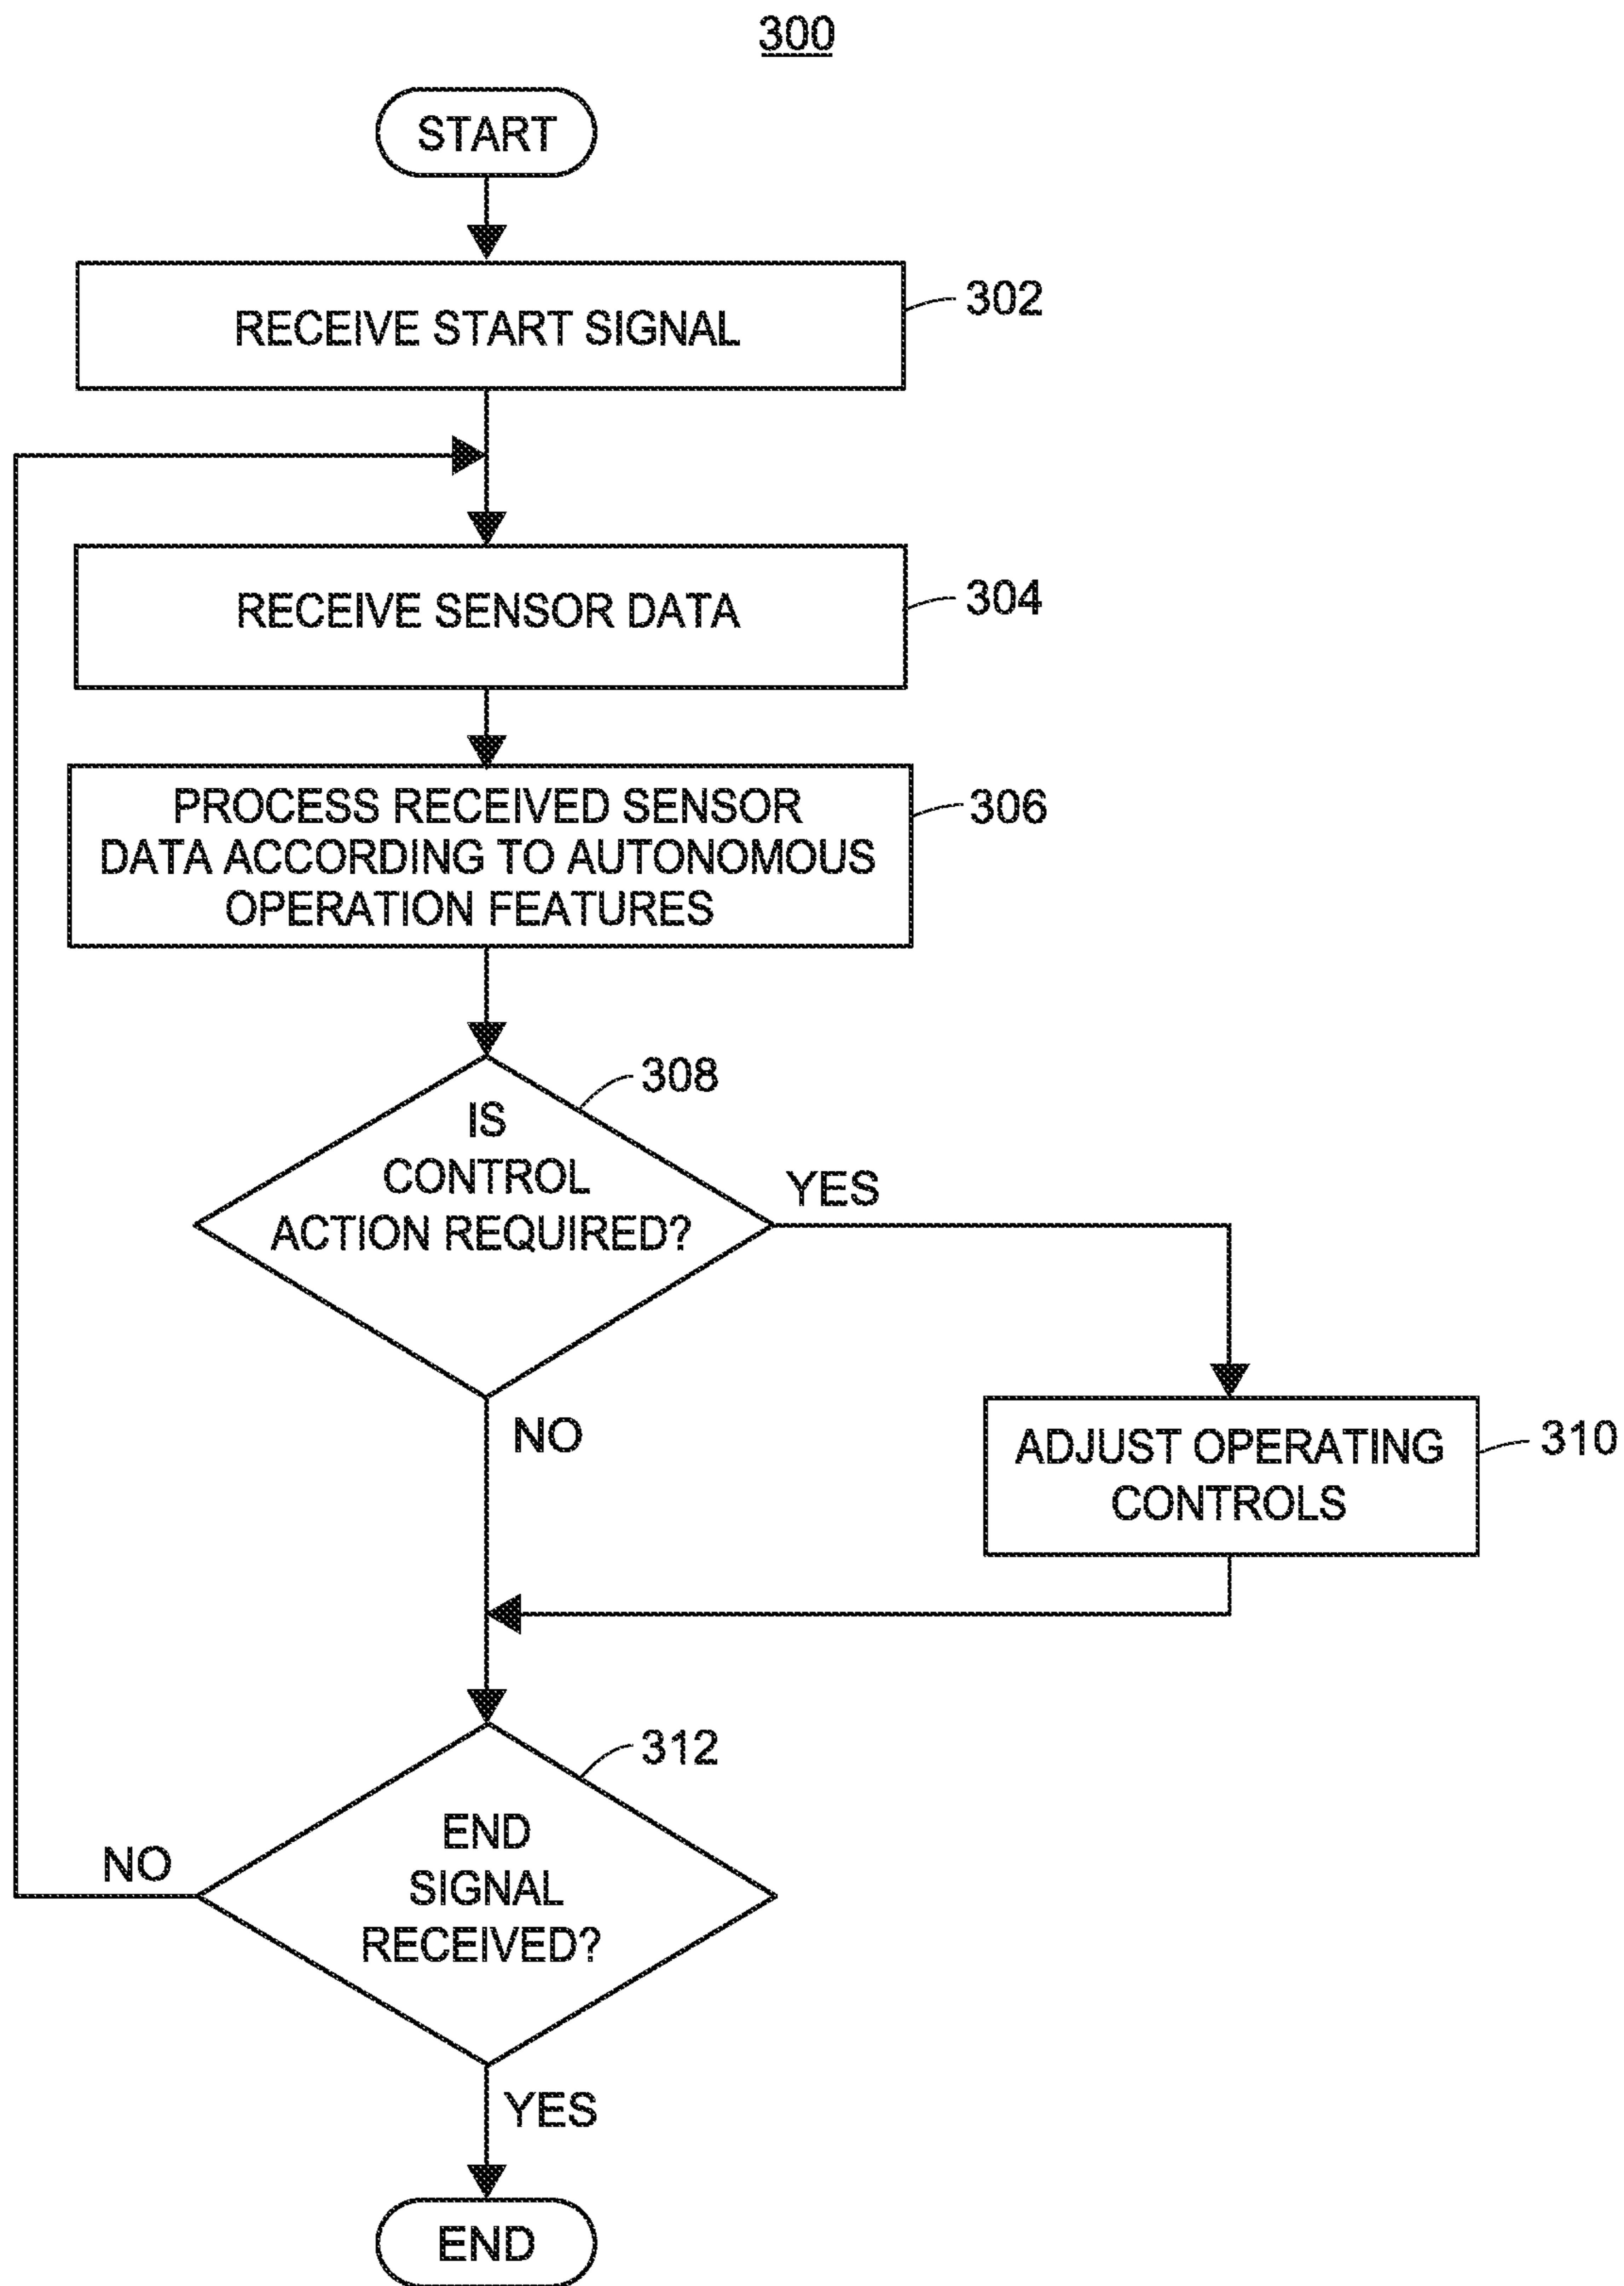 300
START
RECEIVE START SIGNAL
302
RECEIVE SENSOR DATA
304
PROCESS RECEIVED SENSOR
DATA ACCORDING TO AUTONOMOUS
OPERATION FEATURES
306
IS
CONTROL
ACTION REQUIRED?
308
YES
NO
ADJUST OPERATING
CONTROLS
310
END
SIGNAL
RECEIVED?
312
NO
YES
END